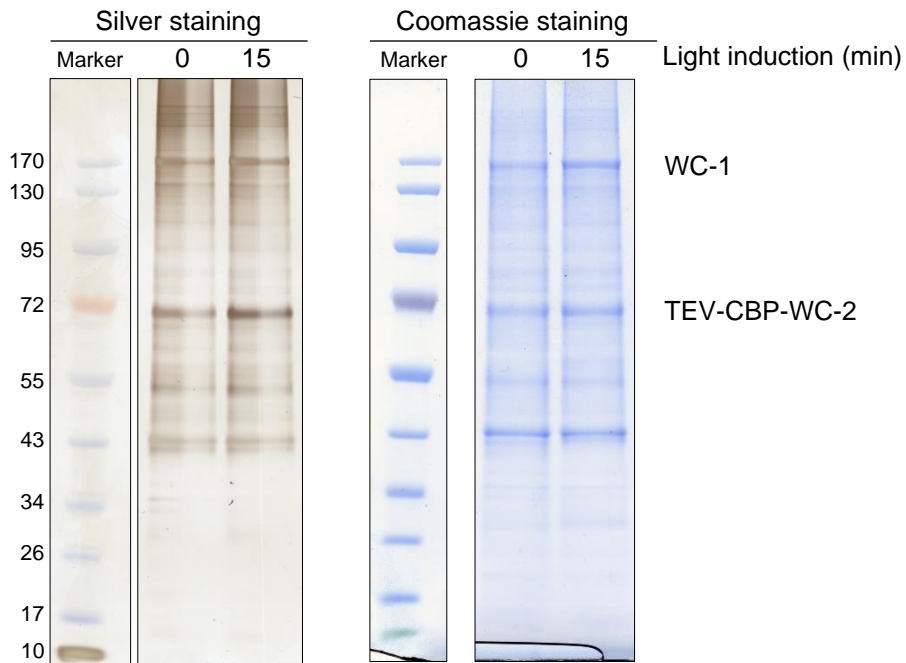 Silver staining
Coomassie staining
Marker 0 15
Marker 0 15 Light induction (min)
170
130
95
72
55
43
34
26
17
10
WC-1
TEV-CBP-WC-2